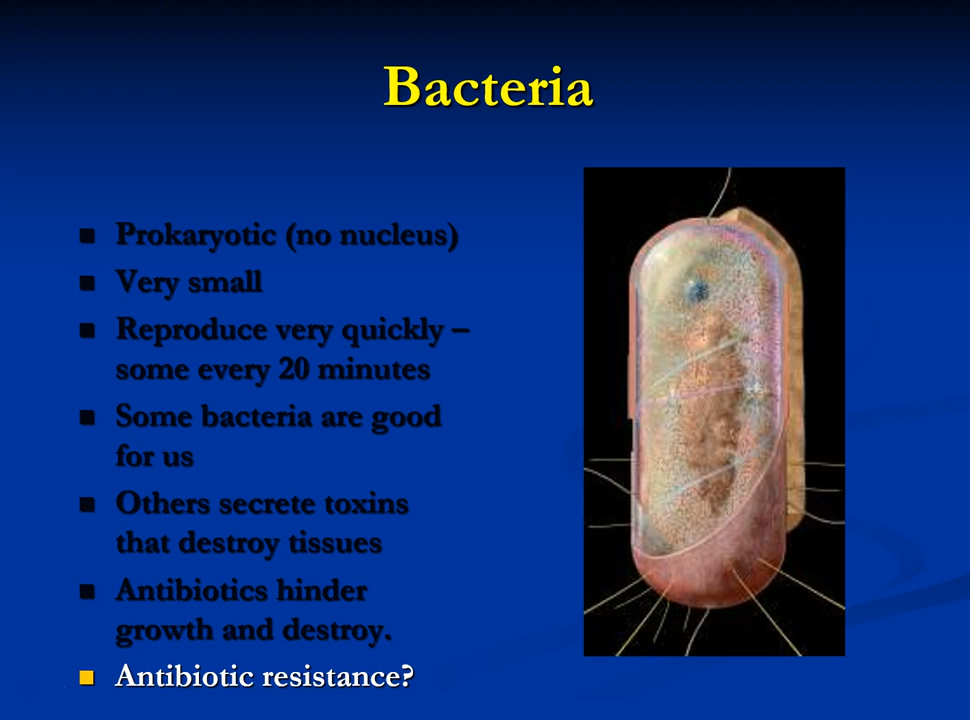 Bacteria
Prokaryotic (no nucleus)
Very small
Reproduce very quickly –
some every 20 minutes
Some bacteria are good
for us
Others secrete toxins
that destroy tissues
Antibiotics hinder
growth and destroy.
Antibiotic resistance?